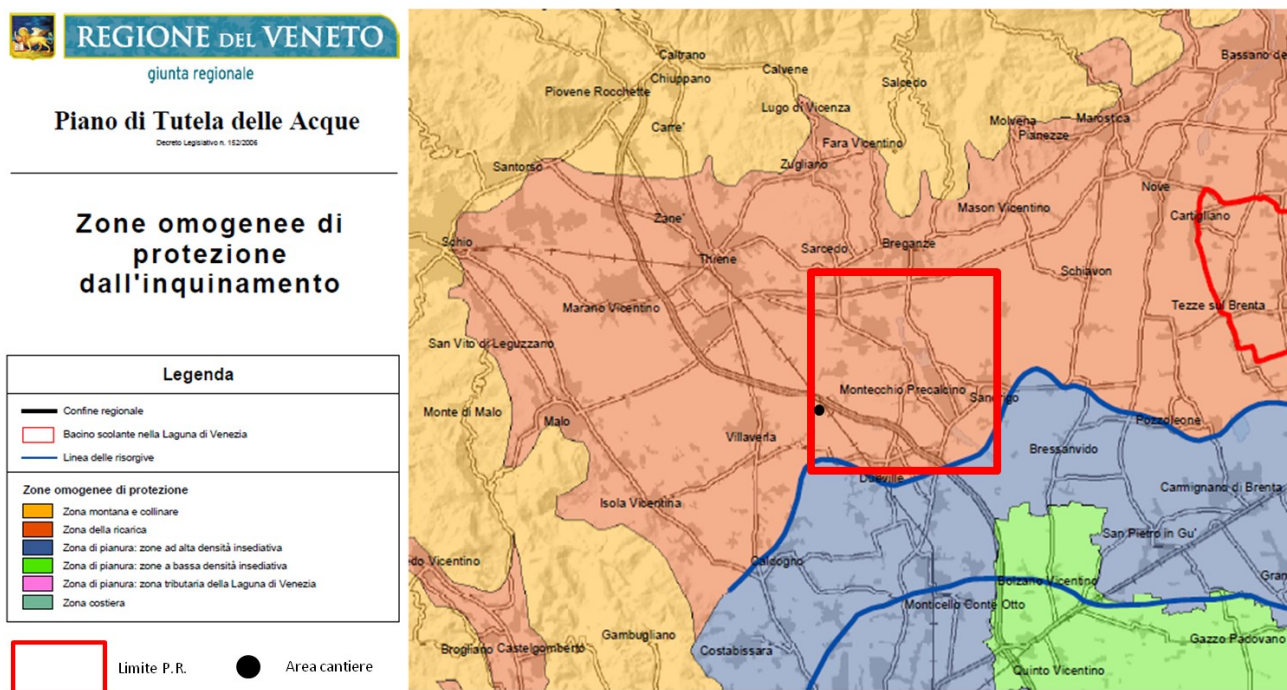 REGIONE DEL VENETO
giunta regionale
Piano di Tutela delle Acque
Decreto Legislativo n. 152/2006
Zone omogenee di
protezione
dall'inquinamento
Legenda
Confine regionale
Bacino scolante nella Laguna di Venezia
Linea delle risorgive
Zone omogenee di protezione
Zona montana e collinare
Zona della ricarica
Zona di pianura: zone ad alta densità insediativa
Zona di pianura: zone a bassa densità insediativa
Zona di pianura: zona tributaria della Laguna di Venezia
Zona costiera
Limite P.R.
Area cantiere
Caltrano
Bassano de
Chiuppano
Calvene
Salcedo
Piovene Rocchette
Lugo di Vicenza
Carre'
Molvena
Marostica
Pianezze
Fara Vicentino
Santorso
Zugliano
Nove
Mason Vicentino
Zane'
Cartigliano
Schio
Sarcedo
Breganze
Thiene
Schiavon
Marano Vicentino
Tezze sul Brenta
San Vito di Leguzzano
Montecchio Precalcino
Sandrigo
Monte di Malo
Malo
Pozzoleone
Villaverla
Bressanvido
Dueville
Carmignano di Brenta
Isola Vicentina
San Pietro in Gu'
do Vicentino
Caldogno
Gran
Bolzano Vicentino
Monticello Conte Otto
Gambugliano
Gazzo Padovano
Brogliano
Castelgomberto
Costabissara
Quinto Vicentino